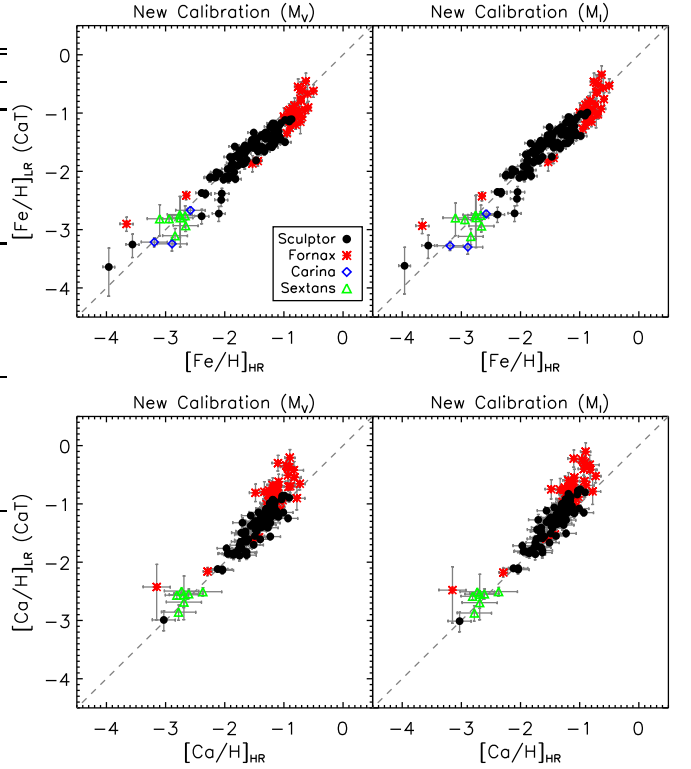 New Calibration (M_V)
New Calibration (M_I)
[Fe/H]_LR (CaT)
0
−1
−2
−3
−4
Sculptor
Fornax
Carina
Sextans
−4 −3 −2 −1 0
−4 −3 −2 −1 0
[Fe/H]_HR
[Fe/H]_HR
New Calibration (M_V)
New Calibration (M_I)
[Ca/H]_LR (CaT)
0
−1
−2
−3
−4
−4 −3 −2 −1 0
−4 −3 −2 −1 0
[Ca/H]_HR
[Ca/H]_HR